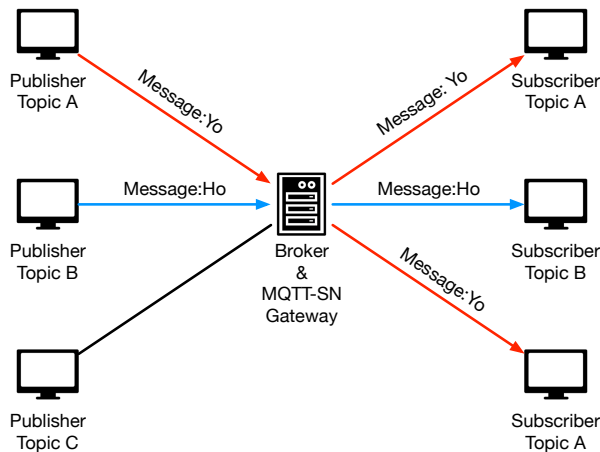 Publisher
Topic A
Message:Yo
Message: Yo
Subscriber
Topic A
Publisher
Topic B
Message:Ho
Broker
&
MQTT-SN
Gateway
Message:Ho
Subscriber
Topic B
Message:Yo
Publisher
Topic C
Subscriber
Topic A